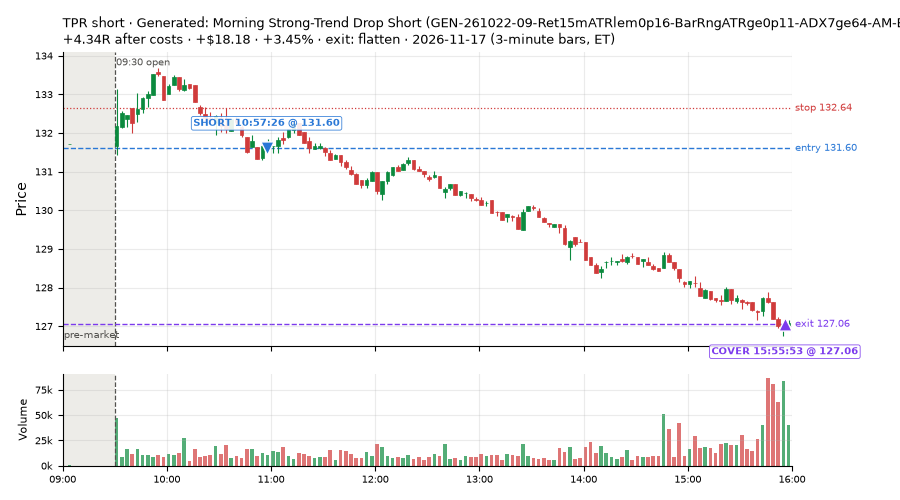 TPR short · Generated: Morning Strong-Trend Drop Short (GEN-261022-09-Ret15mATRlem0p16-BarRngATRge0p11-ADX7ge64-AM-
+4.34R after costs · +$18.18 · +3.45% · exit: flatten · 2026-11-17 (3-minute bars, ET)
134
09:30 open
133
stop 132.64
SHORT 10:57:26 @ 131.60
132
entry 131.60
131
Price
130
129
128
127
exit 127.06
pre-market
COVER 15:55:53 @ 127.06
75k
50k
Volume
25k
0k
09:00 10:00 11:00 12:00 13:00 14:00 15:00 16:00